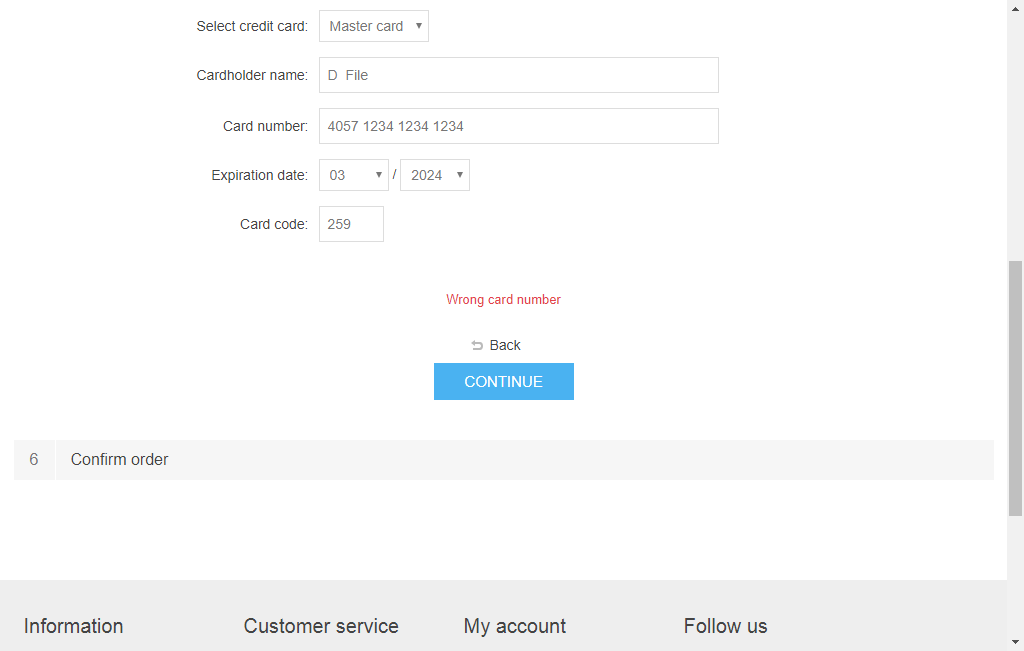 Select credit card: Master card
Cardholder name: D  File
Card number: 4057 1234 1234 1234
Expiration date: 03 / 2024
Card code: 259
Wrong card number
Back
CONTINUE
6 Confirm order
Information Customer service My account Follow us